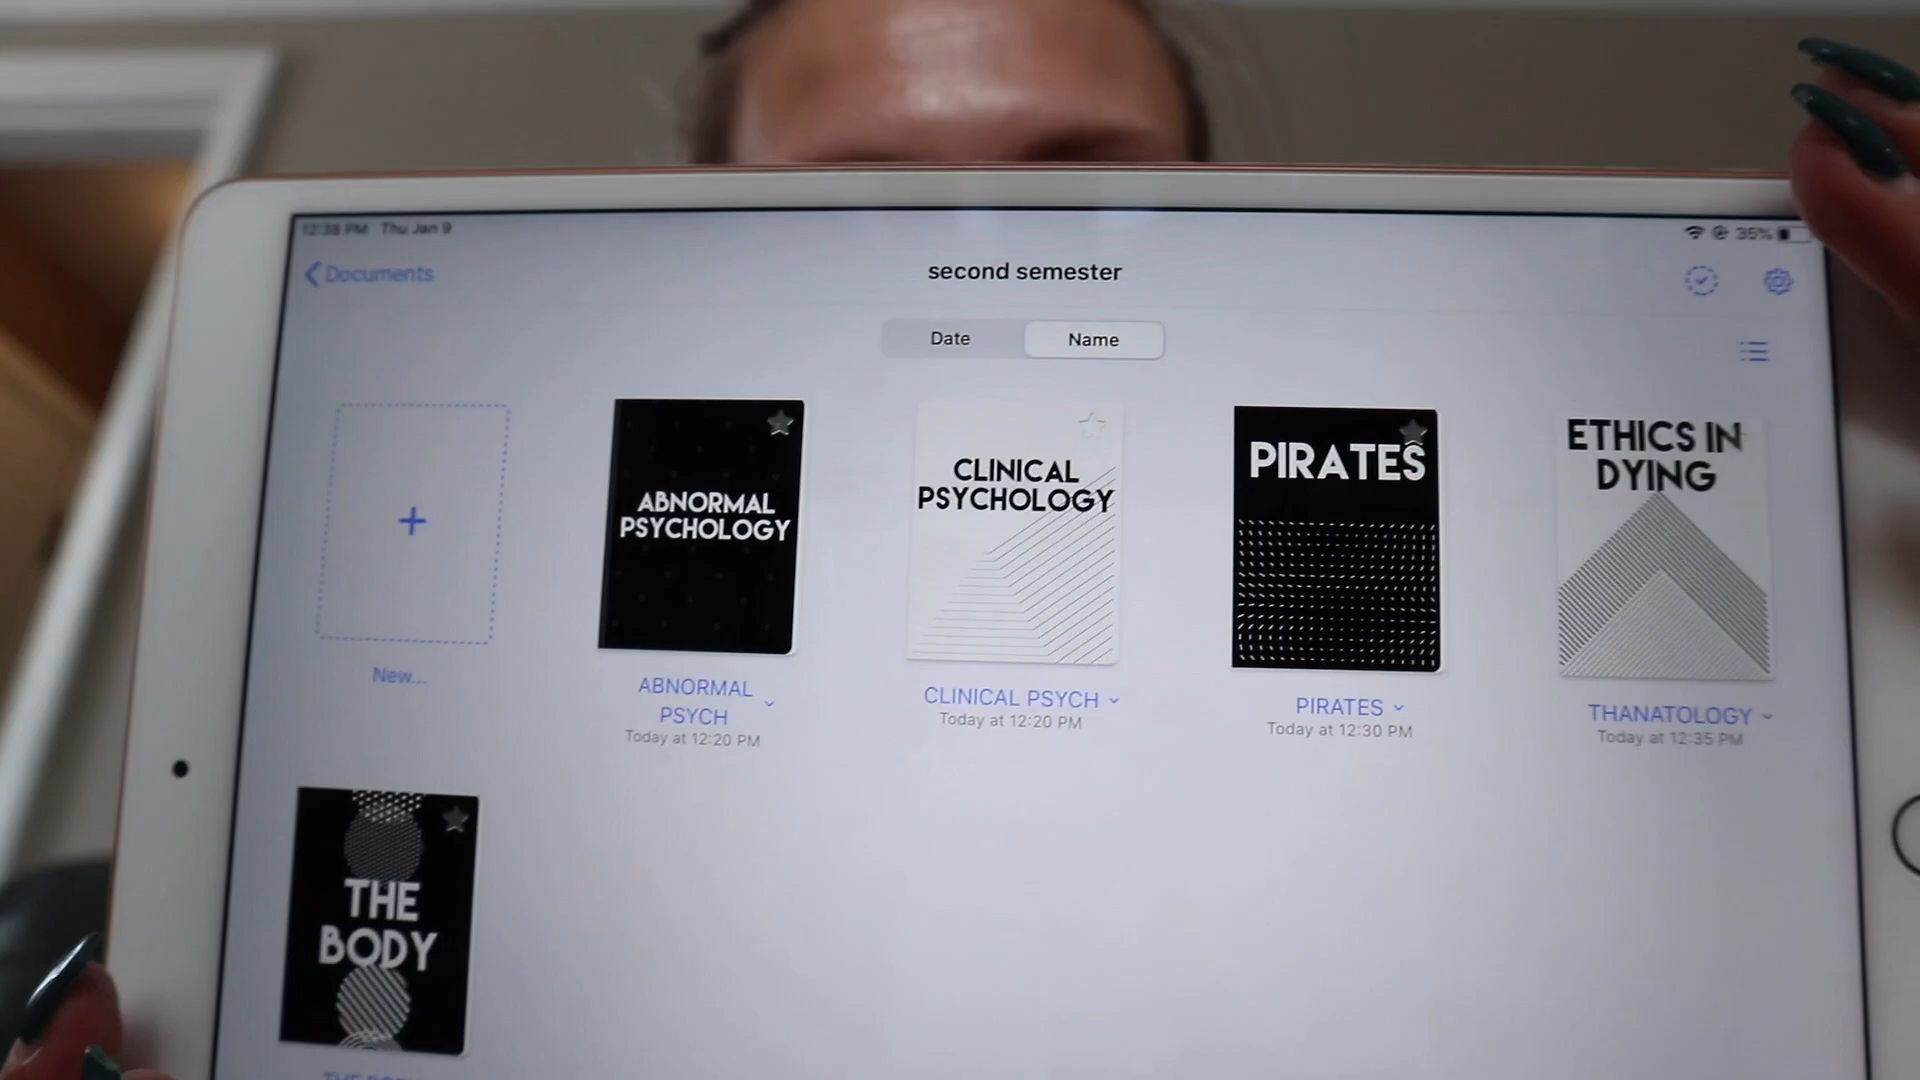 12:38 PM Thu Jan 9
35%
Documents
second semester
Date
Name
ABNORMAL
PSYCHOLOGY
CLINICAL
PSYCHOLOGY
PIRATES
ETHICS IN
DYING
New...
ABNORMAL
PSYCH
Today at 12:20 PM
CLINICAL PSYCH
Today at 12:20 PM
PIRATES
Today at 12:30 PM
THANATOLOGY
Today at 12:35 PM
THE
BODY